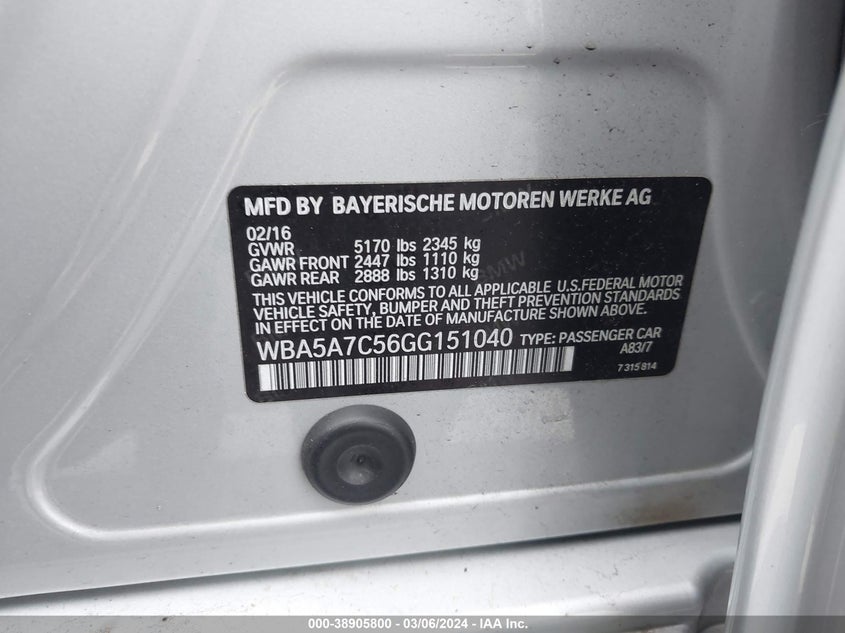 MFD BY BAYERISCHE MOTOREN WERKE AG
02/16
GVWR 5170 lbs 2345 kg
GAWR FRONT 2447 lbs 1110 kg
GAWR REAR 2888 lbs 1310 kg
THIS VEHICLE CONFORMS TO ALL APPLICABLE U.S.FEDERAL MOTOR
VEHICLE SAFETY, BUMPER AND THEFT PREVENTION STANDARDS
IN EFFECT ON THE DATE OF MANUFACTURE SHOWN ABOVE.
WBA5A7C56GG151040 TYPE: PASSENGER CAR
A83/7
7 315 814
000-38905800 - 03/06/2024 - IAA Inc.